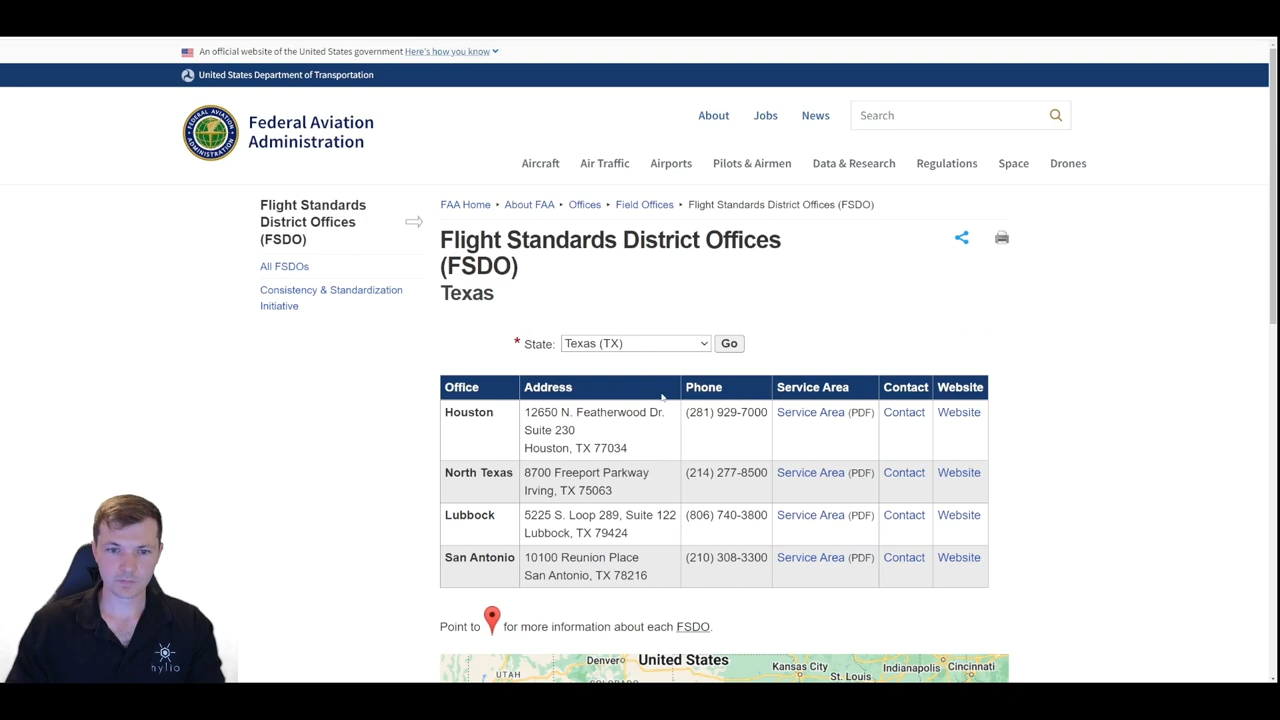 An official website of the United States government Here's how you know
United States Department of Transportation
Federal Aviation
Administration
About Jobs News Search
Aircraft Air Traffic Airports Pilots & Airmen Data & Research Regulations Space Drones
Flight Standards
District Offices
(FSDO)
All FSDOs
Consistency & Standardization
Initiative
FAA Home • About FAA • Offices • Field Offices • Flight Standards District Offices (FSDO)
Flight Standards District Offices
(FSDO)
Texas
* State: Texas (TX) Go
Office Address Phone Service Area Contact Website
Houston 12650 N. Featherwood Dr. (281) 929-7000 Service Area (PDF) Contact Website
Suite 230
Houston, TX 77034
North Texas 8700 Freeport Parkway (214) 277-8500 Service Area (PDF) Contact Website
Irving, TX 75063
Lubbock 5225 S. Loop 289, Suite 122 (806) 740-3800 Service Area (PDF) Contact Website
Lubbock, TX 79424
San Antonio 10100 Reunion Place (210) 308-3300 Service Area (PDF) Contact Website
San Antonio, TX 78216
Point to for more information about each FSDO.
Denver United States Kansas City Indianapolis Cincinnati
UTAH St. Louis
COLORADO
hylio